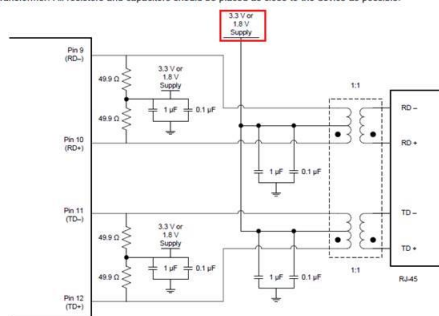 transformer. All resistors and capacitors should be placed as close to the device as possible.
3.3 V or
1.8 V
Supply
Pin 9
(RD–)
49.9 Ω
3.3 V or
1.8 V
Supply
1:1
RD –
49.9 Ω
1 µF
0.1 µF
Pin 10
(RD+)
RD +
1 µF
0.1 µF
Pin 11
(TD–)
TD –
49.9 Ω
3.3 V or
1.8 V
Supply
TD +
49.9 Ω
1 µF
0.1 µF
1 µF
0.1 µF
1:1
RJ-45
Pin 12
(TD+)